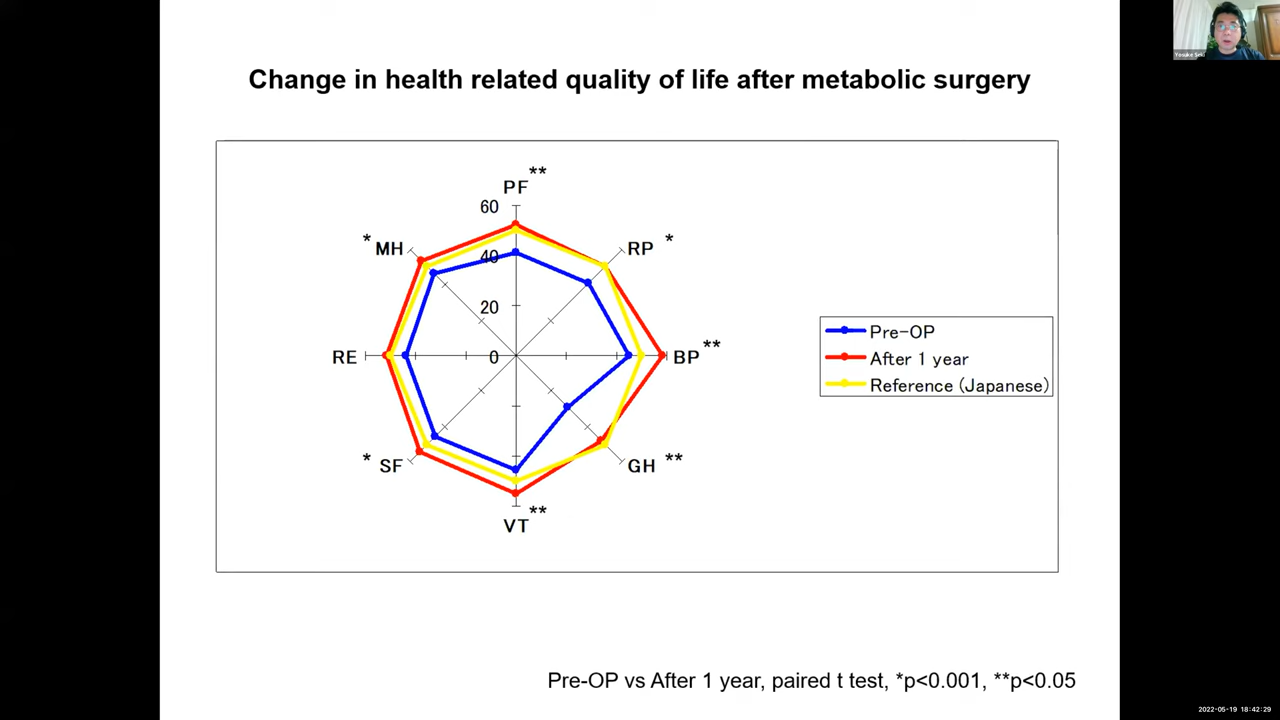 Change in health related quality of life after metabolic surgery
PF **
60
* MH
RP *
40
20
RE
0
BP **
* SF
GH **
VT **
Pre-OP
After 1 year
Reference (Japanese)
Pre-OP vs After 1 year, paired t test, *p<0.001, **p<0.05
Yosuke
2022-05-19 18:42:29